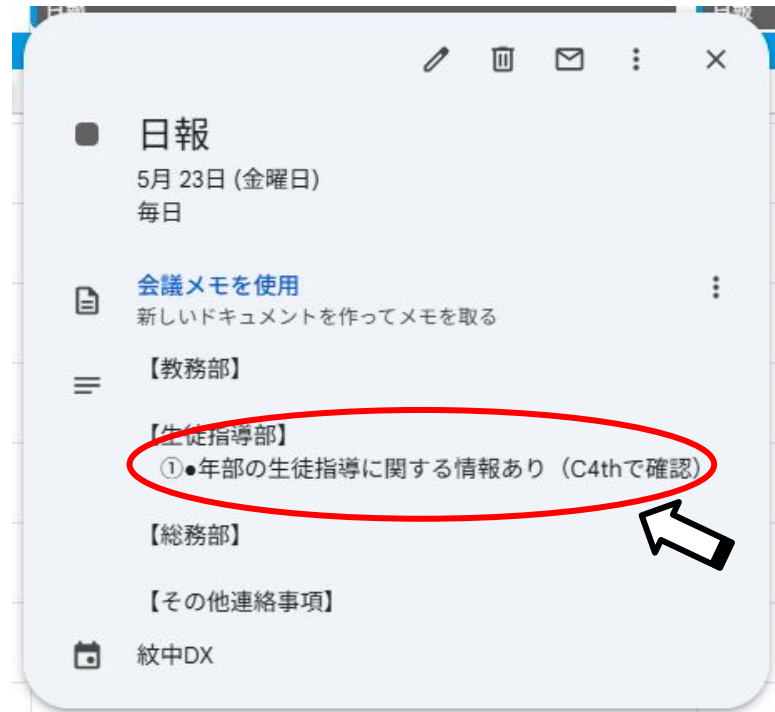 日報
5月 23日 (金曜日)
毎日
会議メモを使用
新しいドキュメントを作ってメモを取る
【教務部】
【生徒指導部】
①●年部の生徒指導に関する情報あり（C4thで確認）
【総務部】
【その他連絡事項】
紋中DX